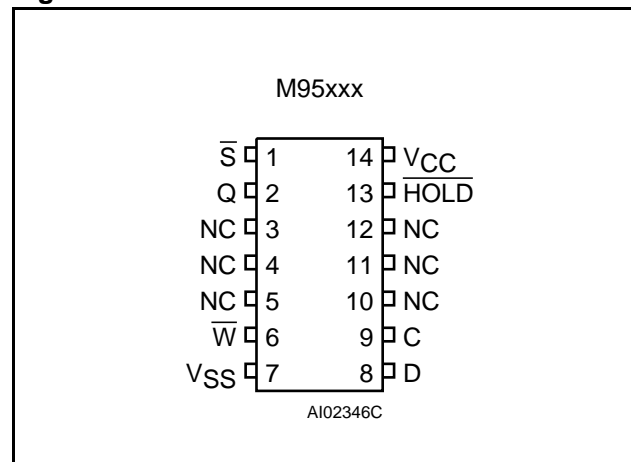 M95xxx
S̅ 1 14 VCC
Q 2 13 H̅O̅L̅D̅
NC 3 12 NC
NC 4 11 NC
NC 5 10 NC
W̅ 6 9 C
VSS 7 8 D
AI02346C